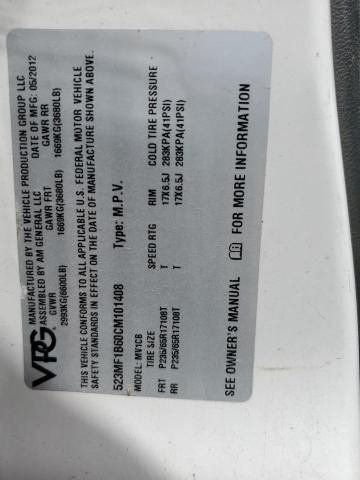 VPG
MANUFACTURED BY THE VEHICLE PRODUCTION GROUP LLC
ASSEMBLED BY AM GENERAL LLC DATE OF MFG: 05/2012
GVWR GAWR FRT GAWR RR
2993KG(6600LB) 1669KG(3680LB) 1669KG(3680LB)
THIS VEHICLE CONFORMS TO ALL APPLICABLE U.S. FEDERAL MOTOR VEHICLE
SAFETY STANDARDS IN EFFECT ON THE DATE OF MANUFACTURE SHOWN ABOVE.
523MF1B60CM101408 Type: M.P.V.
MODEL: MV1CB
TIRE SIZE SPEED RTG RIM COLD TIRE PRESSURE
FRT P235/65R17108T T 17X6.5J 283KPA(41PSI)
RR P235/65R17108T T 17X6.5J 283KPA(41PSI)
SEE OWNER'S MANUAL FOR MORE INFORMATION